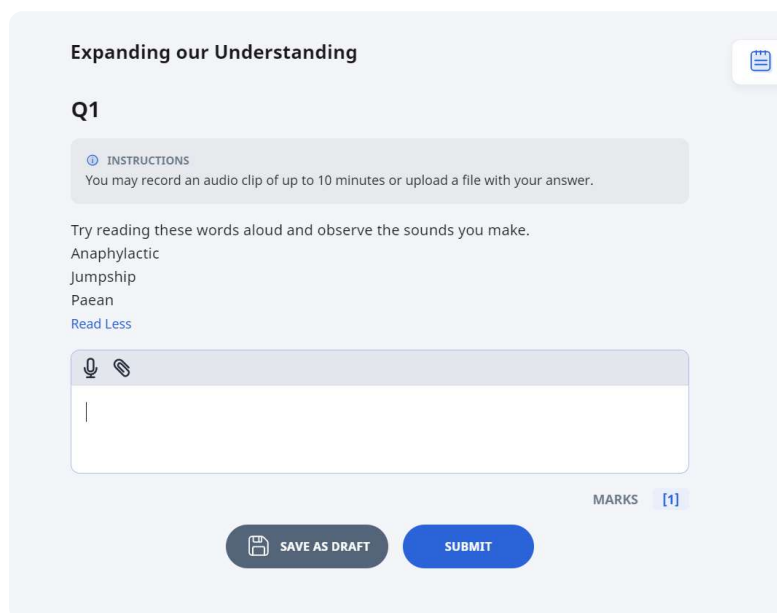 Expanding our Understanding
Q1
INSTRUCTIONS
You may record an audio clip of up to 10 minutes or upload a file with your answer.
Try reading these words aloud and observe the sounds you make.
Anaphylactic
Jumpship
Paean
Read Less
MARKS [1]
SAVE AS DRAFT SUBMIT